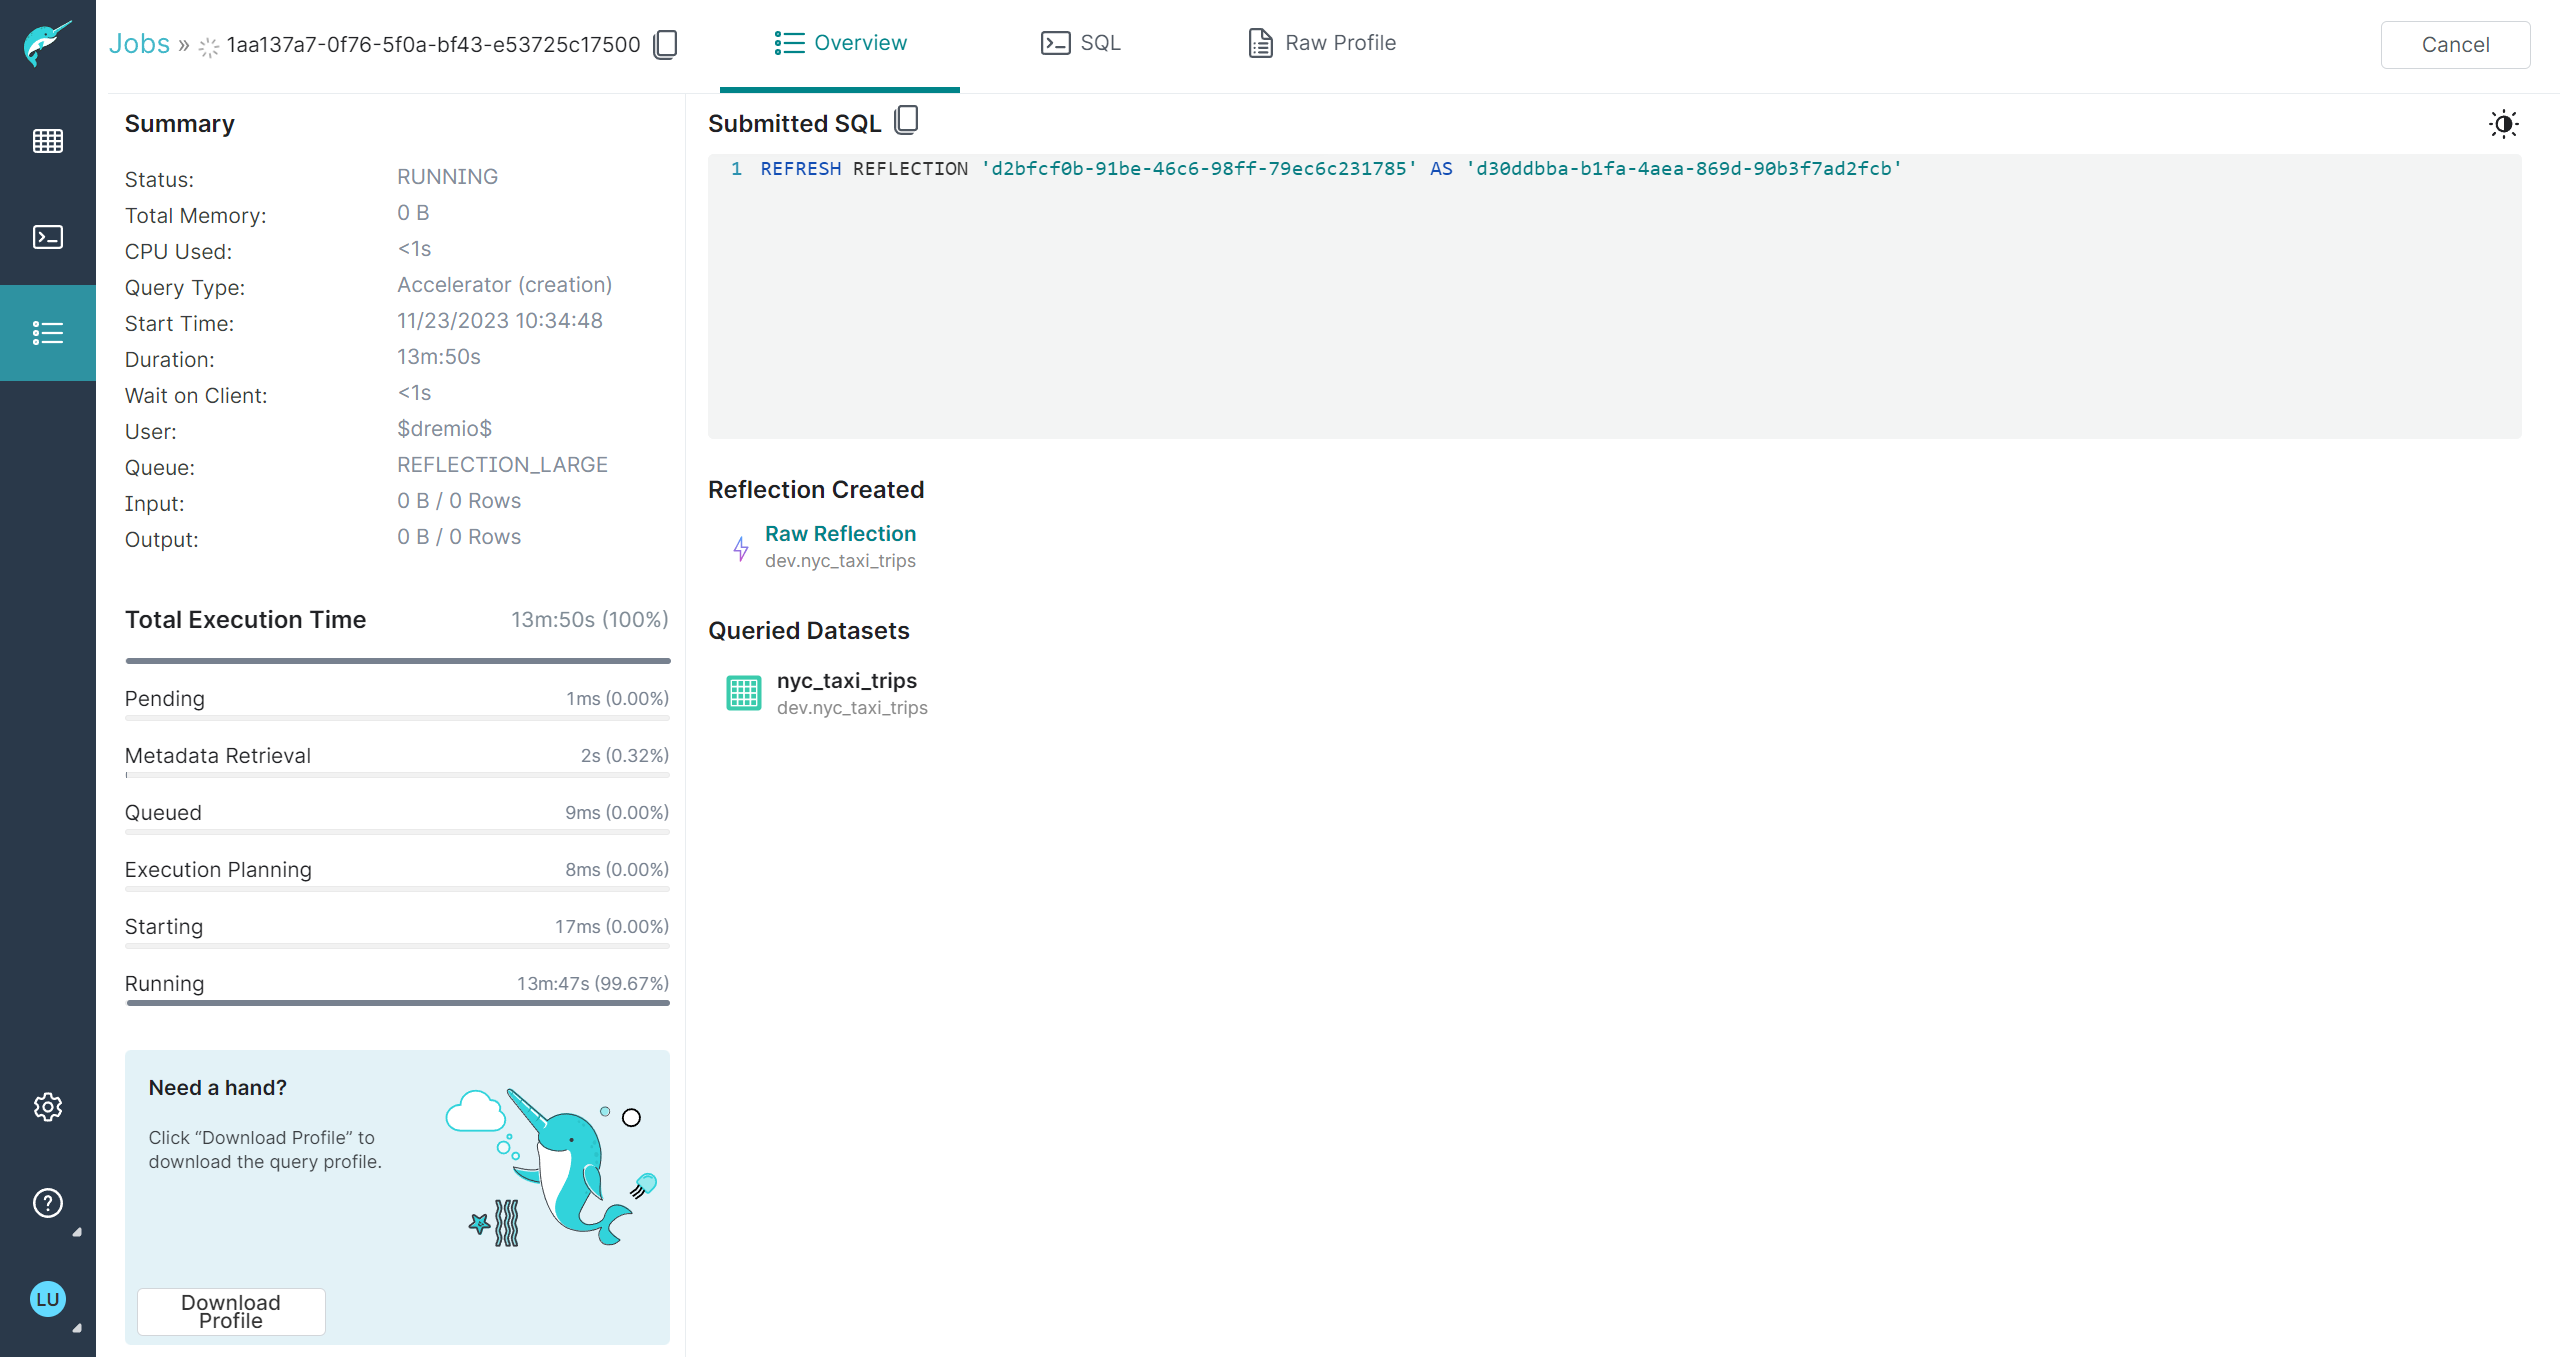 Jobs » 1aa137a7-0f76-5f0a-bf43-e53725c17500
Overview
SQL
Raw Profile
Cancel
Summary
Status: RUNNING
Total Memory: 0 B
CPU Used: <1s
Query Type: Accelerator (creation)
Start Time: 11/23/2023 10:34:48
Duration: 13m:50s
Wait on Client: <1s
User: $dremio$
Queue: REFLECTION_LARGE
Input: 0 B / 0 Rows
Output: 0 B / 0 Rows
Total Execution Time 13m:50s (100%)
Pending 1ms (0.00%)
Metadata Retrieval 2s (0.32%)
Queued 9ms (0.00%)
Execution Planning 8ms (0.00%)
Starting 17ms (0.00%)
Running 13m:47s (99.67%)
Need a hand?
Click “Download Profile” to
download the query profile.
Download
Profile
Submitted SQL
1 REFRESH REFLECTION 'd2bfcf0b-91be-46c6-98ff-79ec6c231785' AS 'd30ddbba-b1fa-4aea-869d-90b3f7ad2fcb'
Reflection Created
Raw Reflection
dev.nyc_taxi_trips
Queried Datasets
nyc_taxi_trips
dev.nyc_taxi_trips
LU